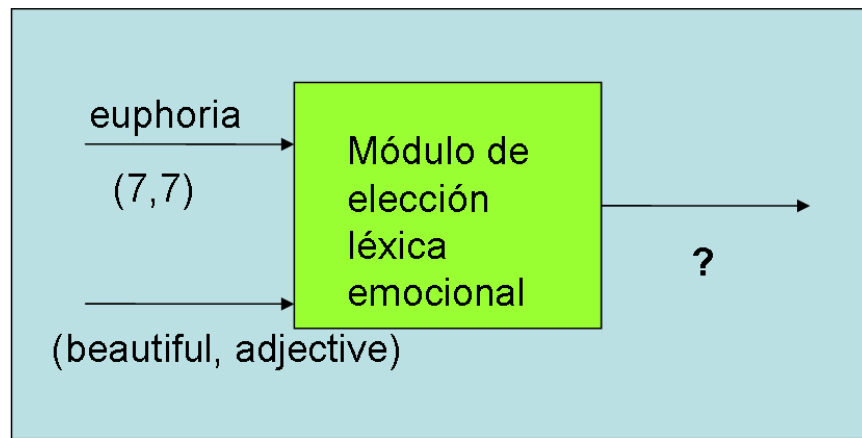 euphoria
(7,7)
(beautiful, adjective)
Módulo de
elección
léxica
emocional
?